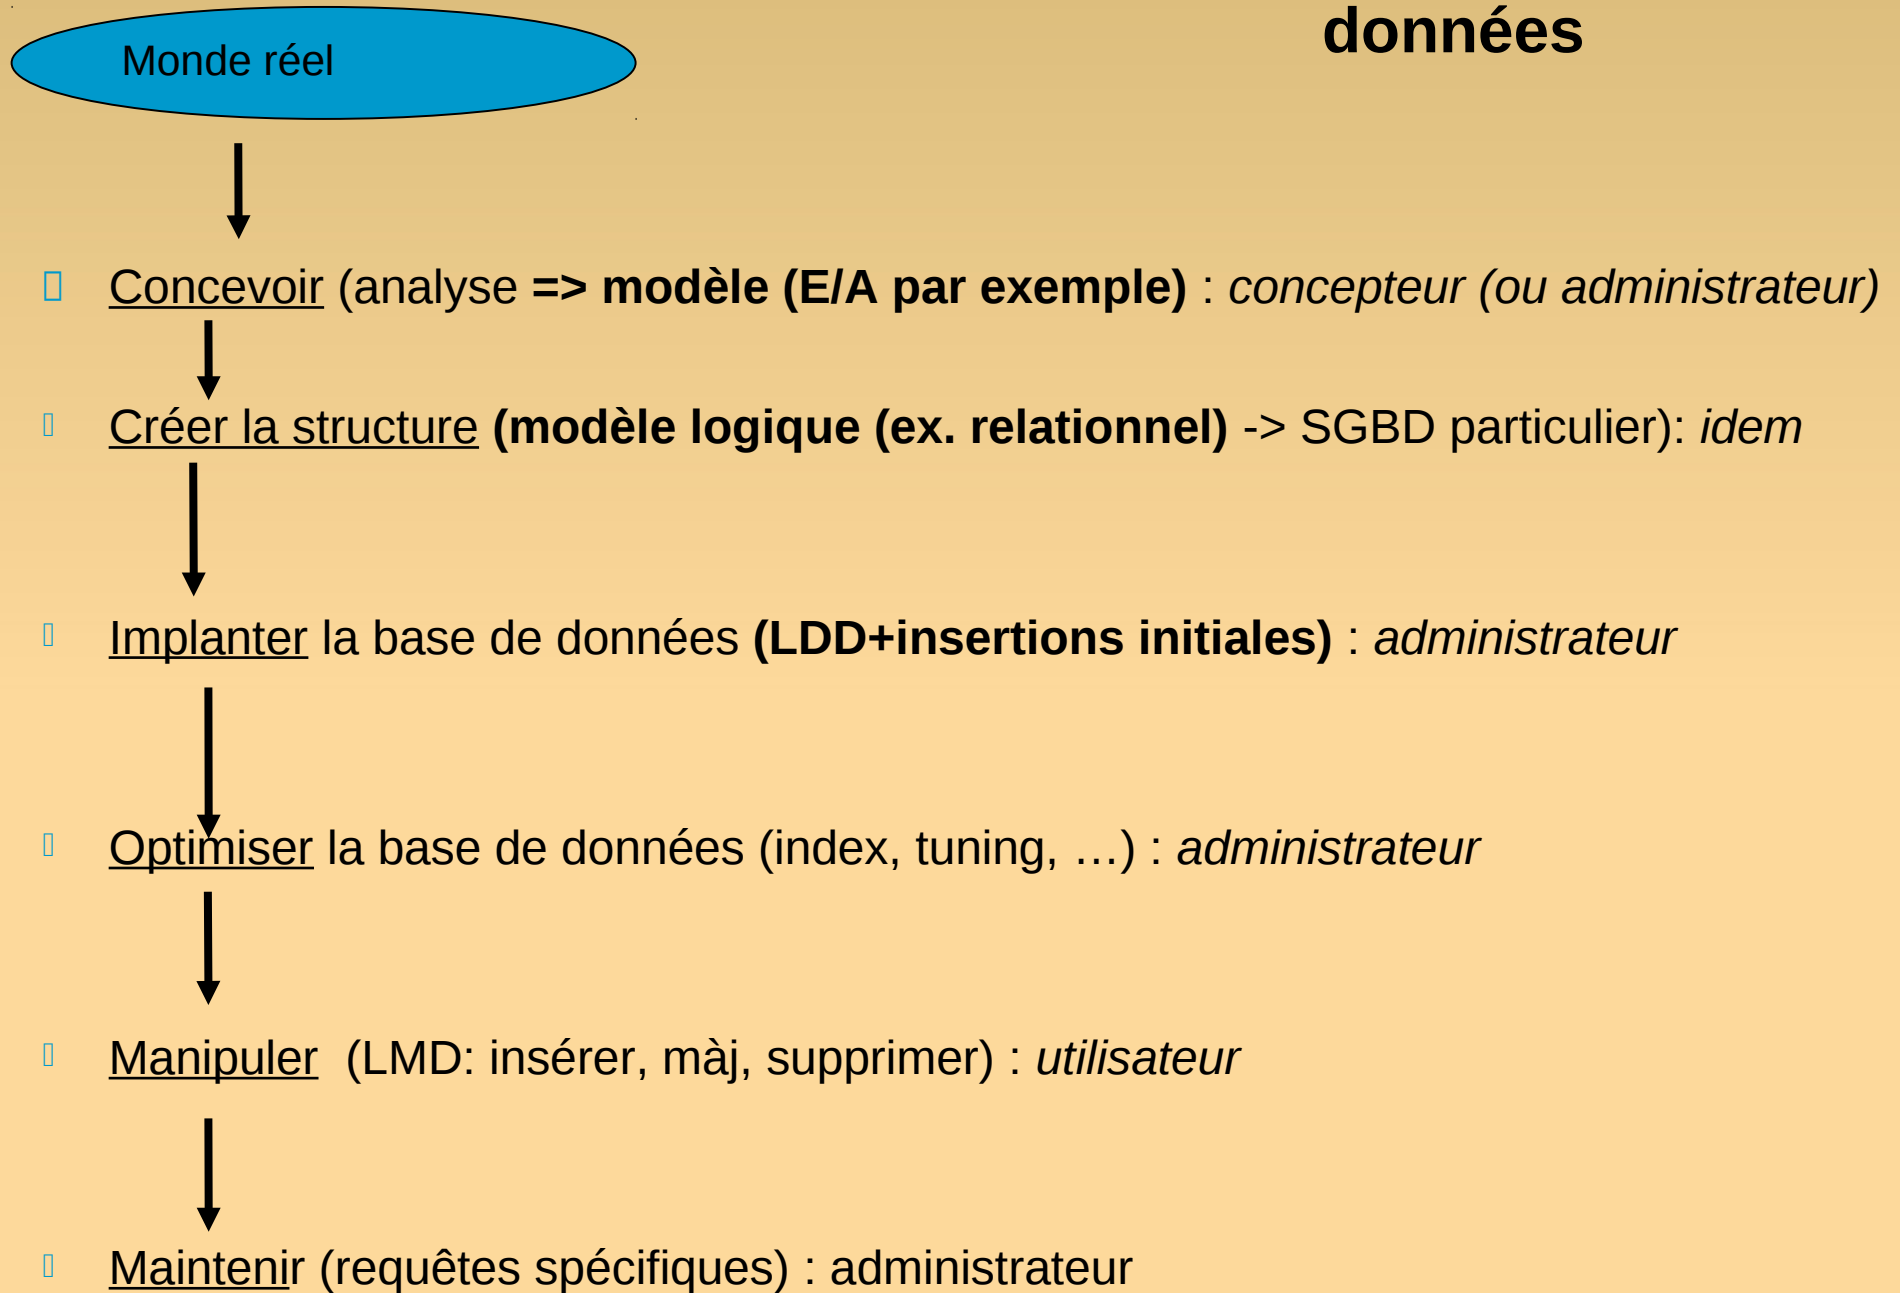 données
Monde réel
Concevoir (analyse => modèle (E/A par exemple) : concepteur (ou administrateur)
Créer la structure (modèle logique (ex. relationnel) -> SGBD particulier): idem
Implanter la base de données (LDD+insertions initiales) : administrateur
Optimiser la base de données (index, tuning, …) : administrateur
Manipuler (LMD: insérer, màj, supprimer) : utilisateur
Maintenir (requêtes spécifiques) : administrateur